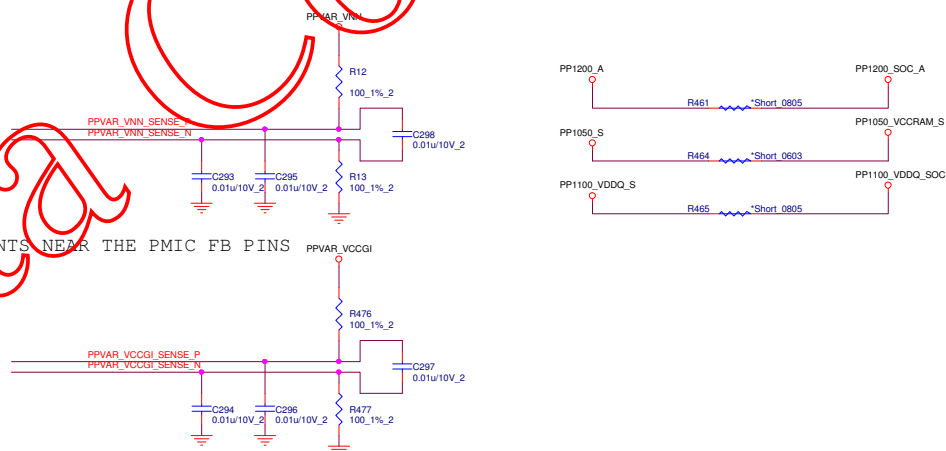 PPVAR_VNN
R12
100_1%_2
PPVAR_VNN_SENSE_P
PPVAR_VNN_SENSE_N
C298
0.01u/10V_2
C293
0.01u/10V_2
C295
0.01u/10V_2
R13
100_1%_2
NTS NEAR THE PMIC FB PINS
PPVAR_VCCGI
R476
100_1%_2
PPVAR_VCCGI_SENSE_P
PPVAR_VCCGI_SENSE_N
C297
0.01u/10V_2
C294
0.01u/10V_2
C296
0.01u/10V_2
R477
100_1%_2
PP1200_A
PP1200_SOC_A
R461 *Short_0805
PP1050_S
PP1050_VCCRAM_S
R464 *Short_0603
PP1100_VDDQ_S
PP1100_VDDQ_SOC
R465 *Short_0805